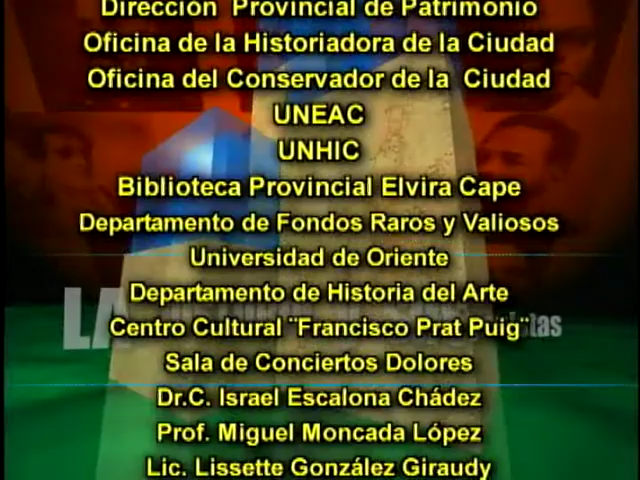 Dirección Provincial de Patrimonio
Oficina de la Historiadora de la Ciudad
Oficina del Conservador de la Ciudad
UNEAC
UNHIC
Biblioteca Provincial Elvira Cape
Departamento de Fondos Raros y Valiosos
Universidad de Oriente
Departamento de Historia del Arte
Centro Cultural ¨Francisco Prat Puig¨
Sala de Conciertos Dolores
Dr.C. Israel Escalona Chádez
Prof. Miguel Moncada López
Lic. Lissette González Giraudy